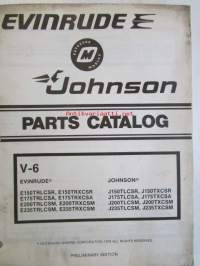 EVINRUDE E
Johnson
PARTS CATALOG
V-6
EVINRUDE® JOHNSON®
E150TRLCSR, E150TRXCSR J150TLCSR, J150TXCSR
E175TRLCSA, E175TRXCSA J175TLCSA, J175TXCSA
E200TRLCSM, E200TRXCSM J200TLCSM, J200TXCSM
E235TRLCSM, E235TRXCSM J235TLCSM, J235TXCSM
PRELIMINARY EDITION